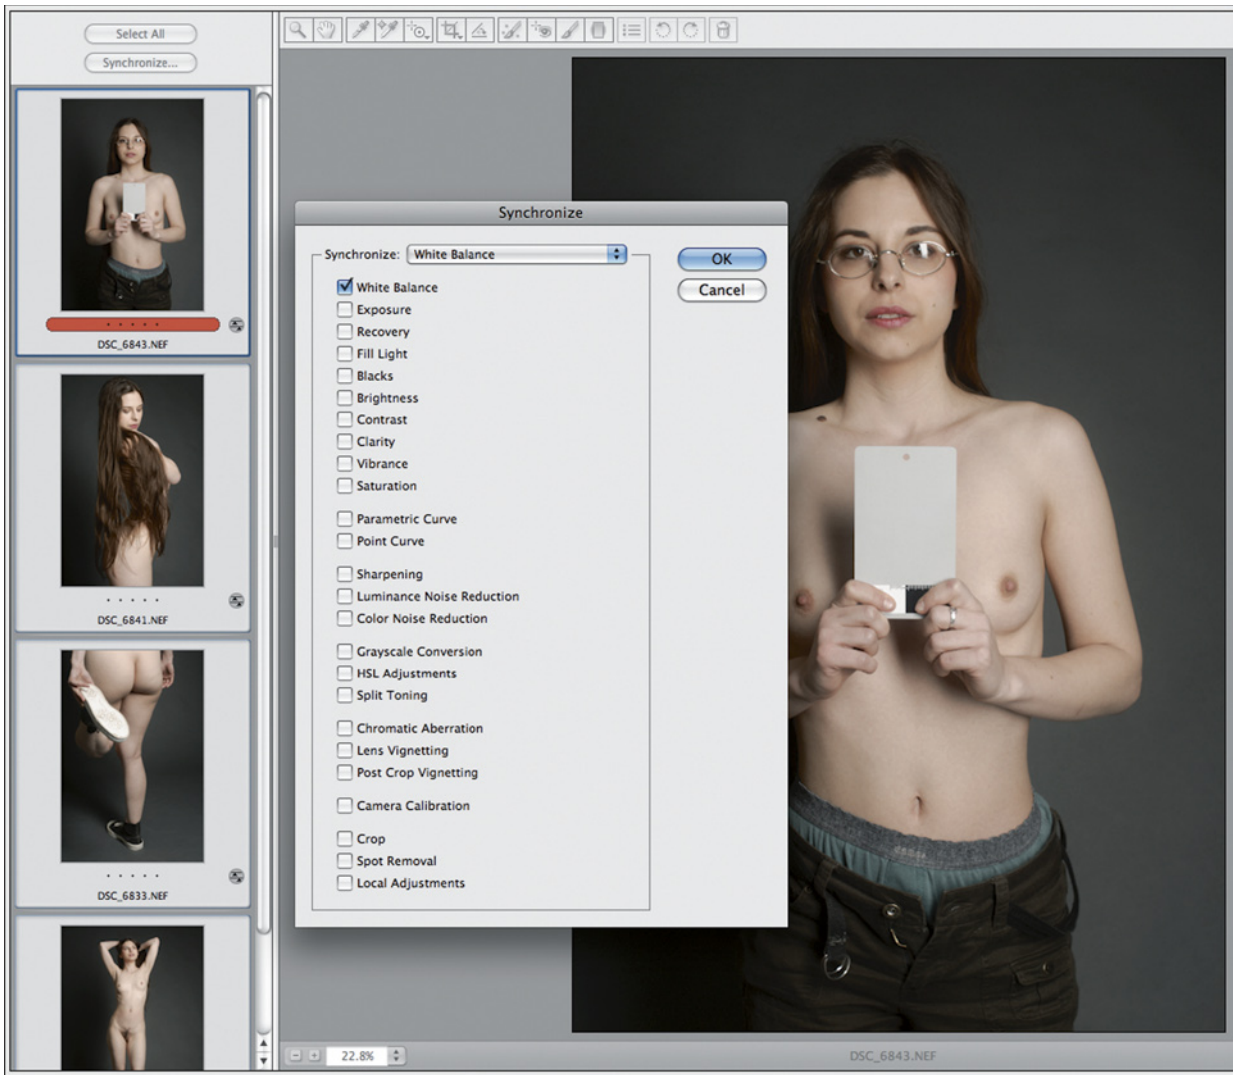 Select All
Synchronize...
DSC_6843.NEF
DSC_6841.NEF
DSC_6833.NEF
Synchronize
Synchronize: White Balance
OK
Cancel
White Balance
Exposure
Recovery
Fill Light
Blacks
Brightness
Contrast
Clarity
Vibrance
Saturation
Parametric Curve
Point Curve
Sharpening
Luminance Noise Reduction
Color Noise Reduction
Grayscale Conversion
HSL Adjustments
Split Toning
Chromatic Aberration
Lens Vignetting
Post Crop Vignetting
Camera Calibration
Crop
Spot Removal
Local Adjustments
22.8%
DSC_6843.NEF